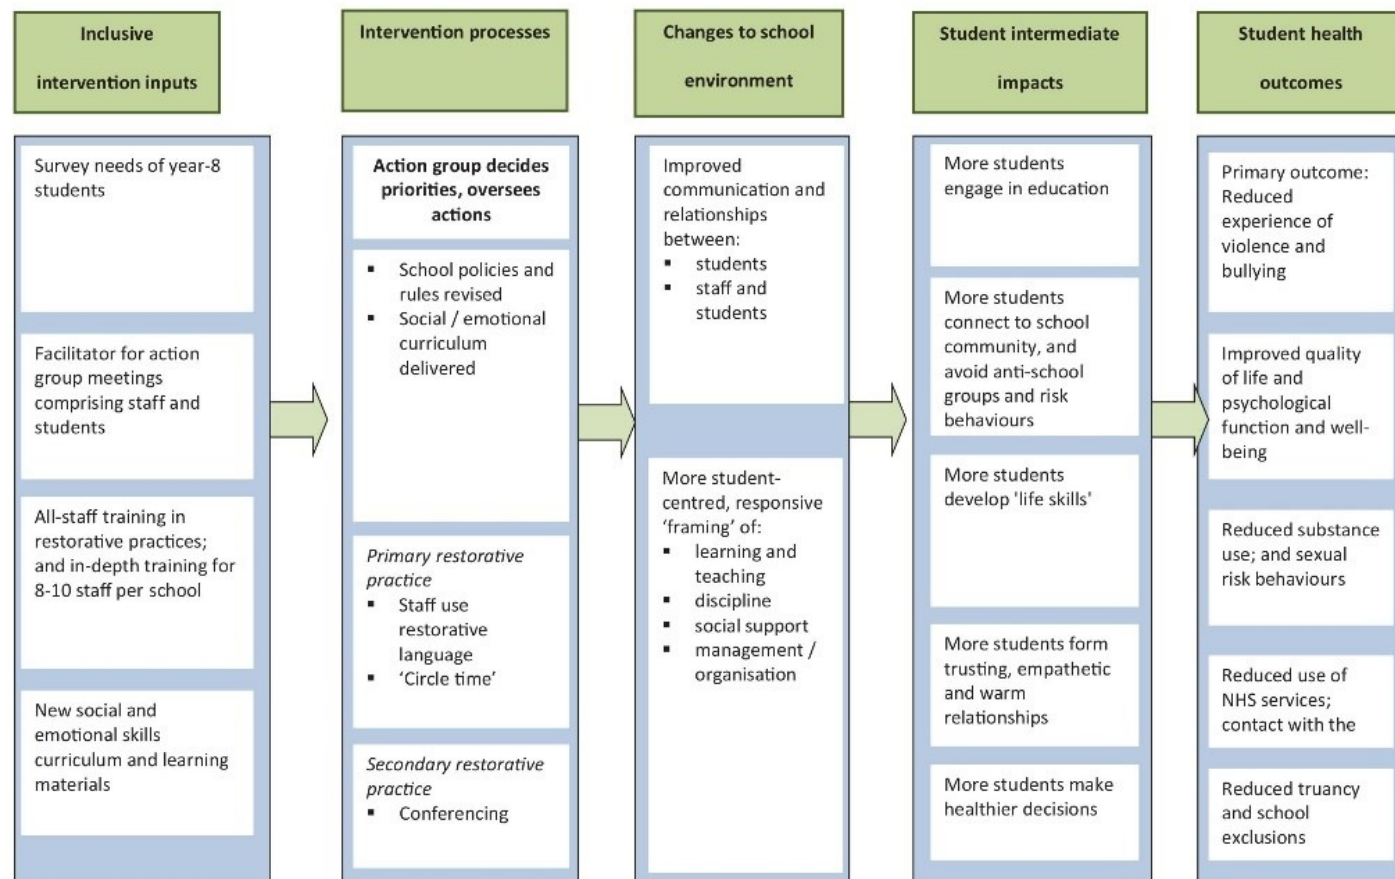 Inclusive
intervention inputs
Survey needs of year-8
students
Facilitator for action
group meetings
comprising staff and
students
All-staff training in
restorative practices;
and in-depth training for
8-10 staff per school
New social and
emotional skills
curriculum and learning
materials
Intervention processes
Action group decides
priorities, oversees
actions
▪ School policies and
rules revised
▪ Social / emotional
curriculum
delivered
Primary restorative
practice
▪ Staff use
restorative
language
▪ ‘Circle time’
Secondary restorative
practice
▪ Conferencing
Changes to school
environment
Improved
communication and
relationships
between:
▪ students
▪ staff and
students
More student-
centred, responsive
‘framing’ of:
▪ learning and
teaching
▪ discipline
▪ social support
▪ management /
organisation
Student intermediate
impacts
More students
engage in education
More students
connect to school
community, and
avoid anti-school
groups and risk
behaviours
More students
develop 'life skills'
More students form
trusting, empathetic
and warm
relationships
More students make
healthier decisions
Student health
outcomes
Primary outcome:
Reduced
experience of
violence and
bullying
Improved quality
of life and
psychological
function and well-
being
Reduced substance
use; and sexual
risk behaviours
Reduced use of
NHS services;
contact with the
Reduced truancy
and school
exclusions